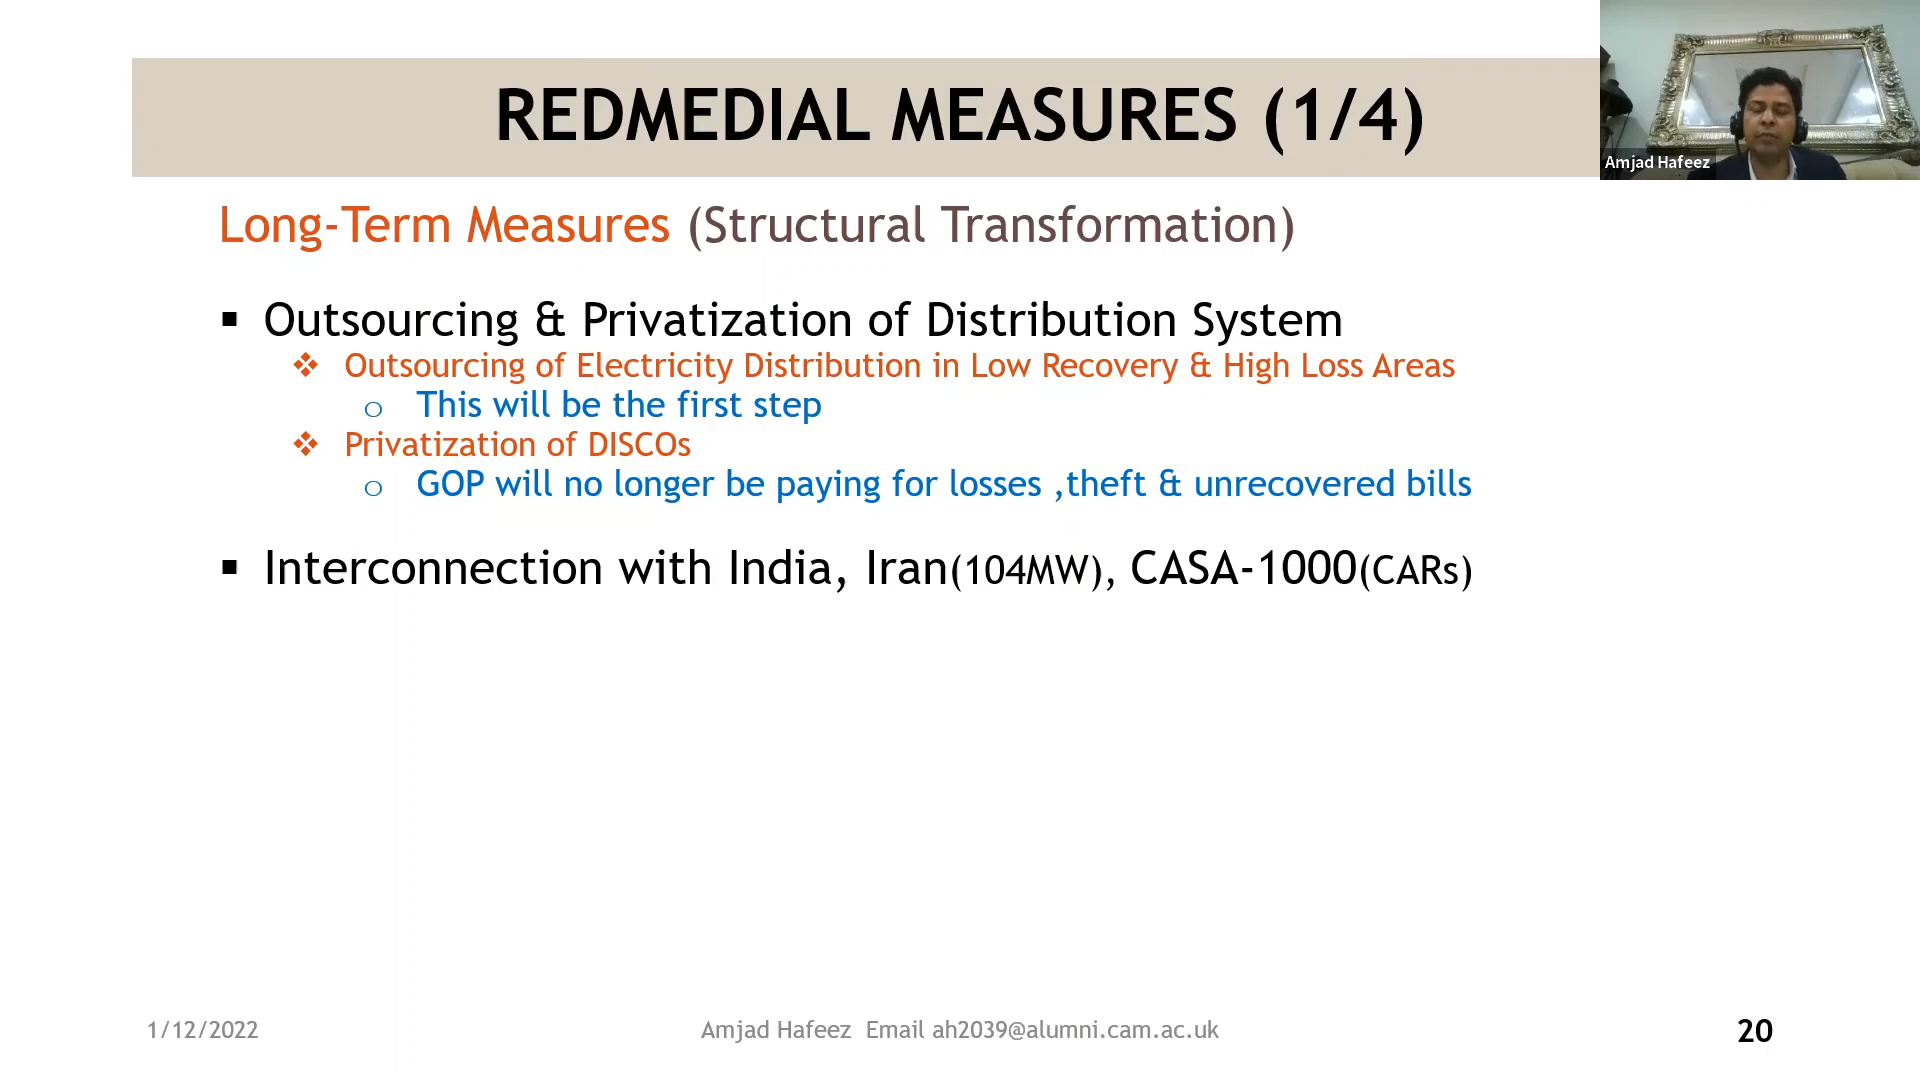 REDMEDIAL MEASURES (1/4)
Amjad Hafeez
Long-Term Measures (Structural Transformation)
▪ Outsourcing & Privatization of Distribution System
❖ Outsourcing of Electricity Distribution in Low Recovery & High Loss Areas
o This will be the first step
❖ Privatization of DISCOs
o GOP will no longer be paying for losses ,theft & unrecovered bills
▪ Interconnection with India, Iran(104MW), CASA-1000(CARs)
1/12/2022
Amjad Hafeez Email ah2039@alumni.cam.ac.uk
20